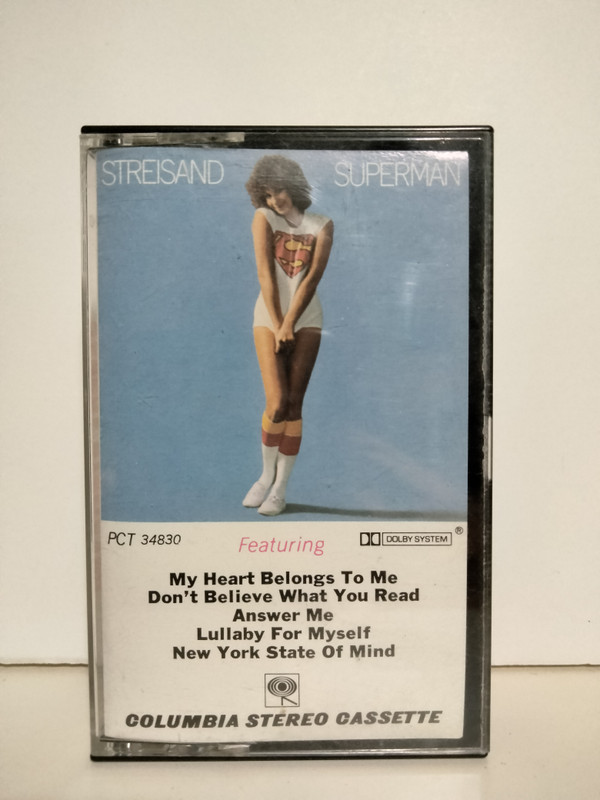 STREISAND SUPERMAN
S
PCT 34830
Featuring
DOLBY SYSTEM ®
My Heart Belongs To Me
Don't Believe What You Read
Answer Me
Lullaby For Myself
New York State Of Mind
COLUMBIA STEREO CASSETTE